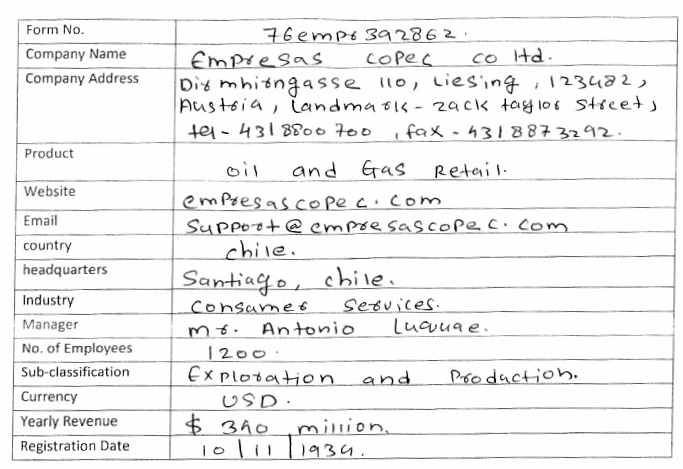 Form No. 76empr392862.
Company Name Empresas copec co ltd.
Company Address Dirmhirngasse 110, Liesing, 123482,
Austria, Landmark - zack taylor street,
tel - 4318800700, fax - 4318873292.
Product oil and Gas Retail.
Website empresascopec.com
Email support@empresascopec.com
country chile.
headquarters Santiago, chile.
Industry Consumer Services.
Manager mr. Antonio Luquuae.
No. of Employees 1200.
Sub-classification Exploration and Production.
Currency USD.
Yearly Revenue $ 390 million.
Registration Date 10|11|1934.